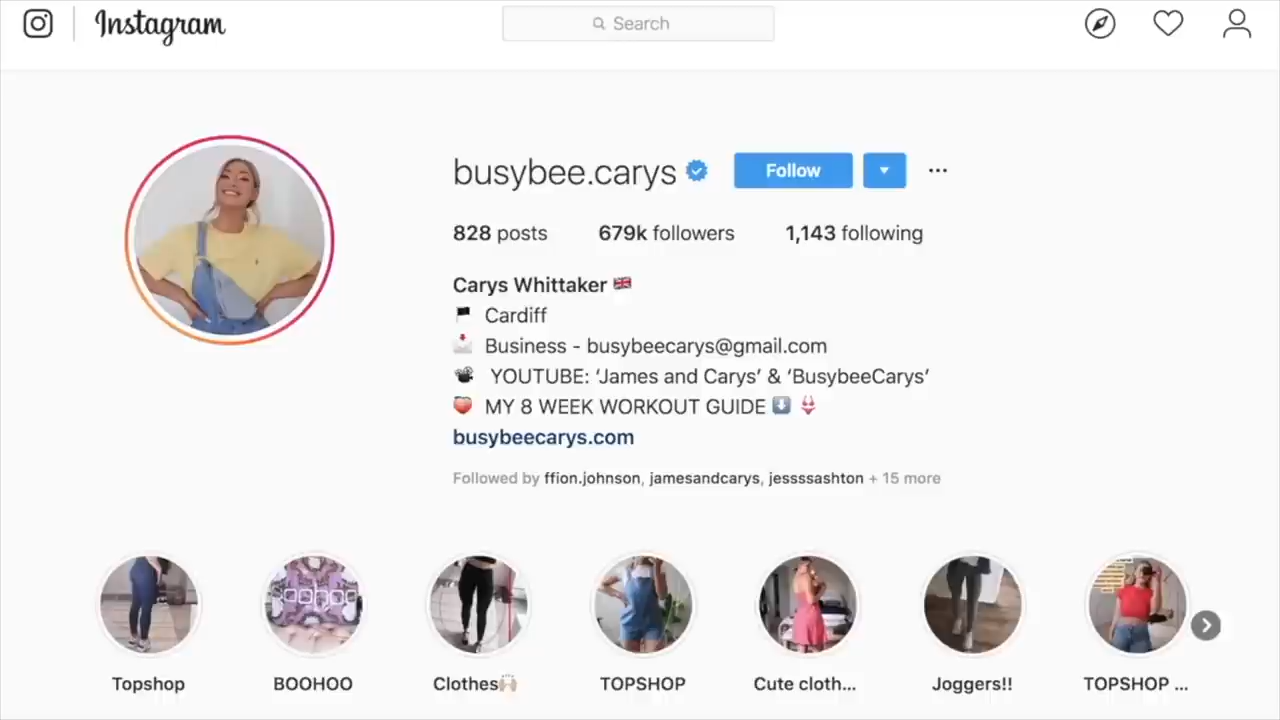 Instagram
Search
busybee.carys
Follow
828 posts 679k followers 1,143 following
Carys Whittaker 🇬🇧
🏴 Cardiff
📩 Business - busybeecarys@gmail.com
📽 YOUTUBE: ‘James and Carys’ & ‘BusybeeCarys’
🍑 MY 8 WEEK WORKOUT GUIDE ⬇️ 👙
busybeecarys.com
Followed by ffion.johnson, jamesandcarys, jessssashton + 15 more
boohoo
Topshop BOOHOO Clothes🙌🏼 TOPSHOP Cute cloth... Joggers!! TOPSHOP ...